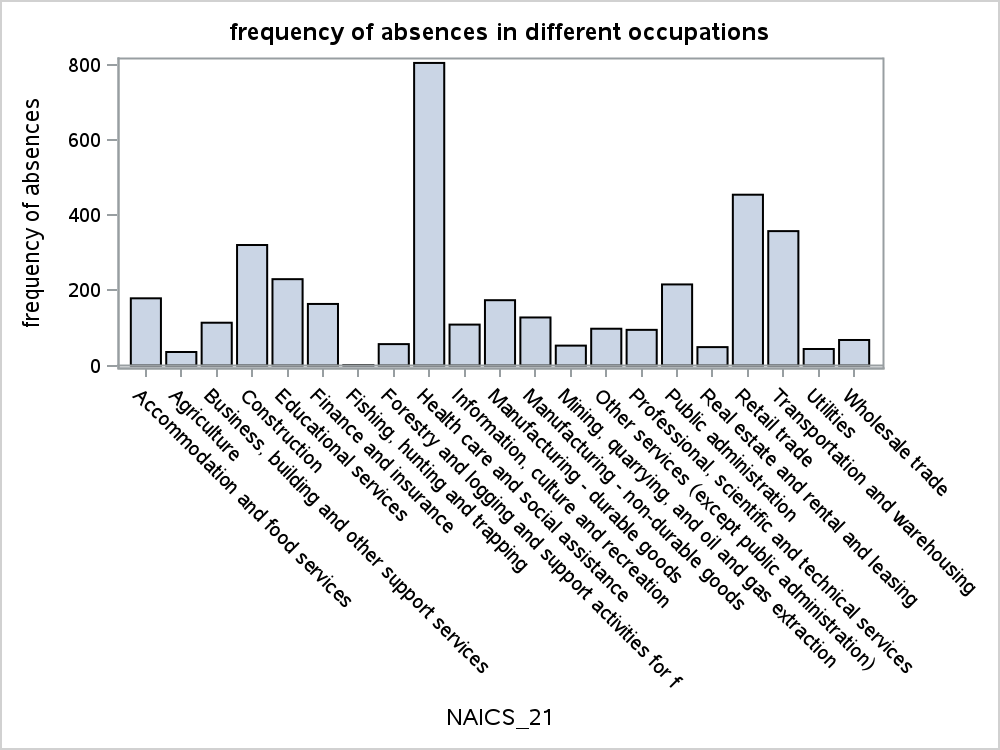 frequency of absences in different occupations
frequency of absences
800
600
400
200
0
Accommodation and food services
Agriculture
Business, building and other support services
Construction
Educational services
Finance and insurance
Fishing, hunting and trapping
Forestry and logging and support activities for f
Health care and social assistance
Information, culture and recreation
Manufacturing - durable goods
Manufacturing - non-durable goods
Mining, quarrying, and oil and gas extraction
Other services (except public administration)
Professional, scientific and technical services
Public administration
Real estate and rental and leasing
Retail trade
Transportation and warehousing
Utilities
Wholesale trade
NAICS_21